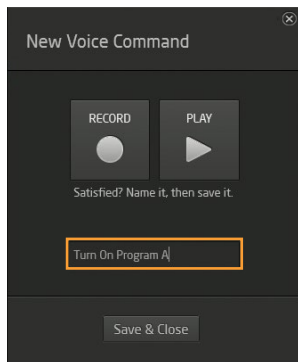 New Voice Command
RECORD
PLAY
Satisfied? Name it, then save it.
Turn On Program A
Save & Close